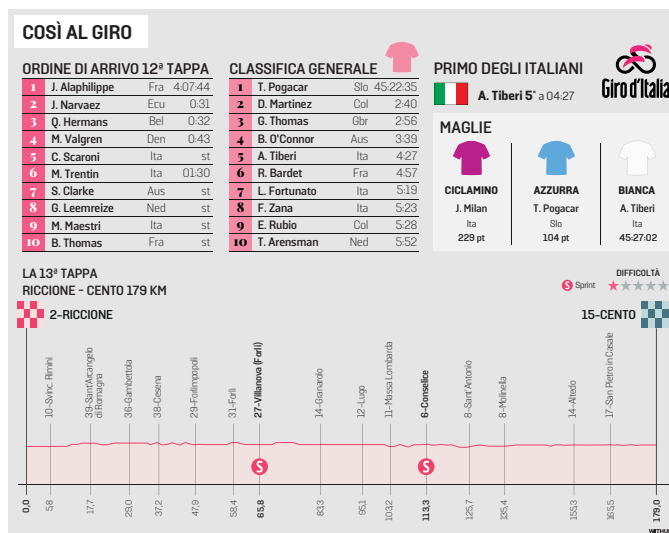 COSÌ AL GIRO
ORDINE DI ARRIVO 12ª TAPPA
1 J. Alaphilippe Fra 4:07:44
2 J. Narvaez Ecu 0:31
3 Q. Hermans Bel 0:32
4 M. Valgren Den 0:43
5 C. Scaroni Ita st
6 M. Trentin Ita 01:30
7 S. Clarke Aus st
8 G. Leemreize Ned st
9 M. Maestri Ita st
10 B. Thomas Fra st
CLASSIFICA GENERALE
1 T. Pogacar Slo 45:22:35
2 D. Martinez Col 2:40
3 G. Thomas Gbr 2:56
4 B. O'Connor Aus 3:39
5 A. Tiberi Ita 4:27
6 R. Bardet Fra 4:57
7 L. Fortunato Ita 5:19
8 F. Zana Ita 5:23
9 E. Rubio Col 5:28
10 T. Arensman Ned 5:52
PRIMO DEGLI ITALIANI
A. Tiberi 5° a 04:27
Giro d'Italia
MAGLIE
CICLAMINO
J. Milan
Ita
229 pt
AZZURRA
T. Pogacar
Slo
104 pt
BIANCA
A. Tiberi
Ita
45:27:02
LA 13ª TAPPA
RICCIONE - CENTO 179 KM
S Sprint
DIFFICOLTÀ
2-RICCIONE
15-CENTO
10-Svinc. Rimini
39-Sant'Arcangelo
di Romagna
36-Gambettola
38-Cesena
29-Forlimpopoli
31-Forlì
27-Villanova (Forlì)
14-Granarolo
12-Lugo
11-Massa Lombarda
6-Conselice
8-Sant'Antonio
8-Molinella
14-Altedo
17-San Pietro in Casale
S
S
0,0
5,8
17,7
29,0
37,2
47,9
58,4
65,8
83,3
95,1
103,2
113,3
125,7
135,4
155,3
165,5
179,0
WITHUB